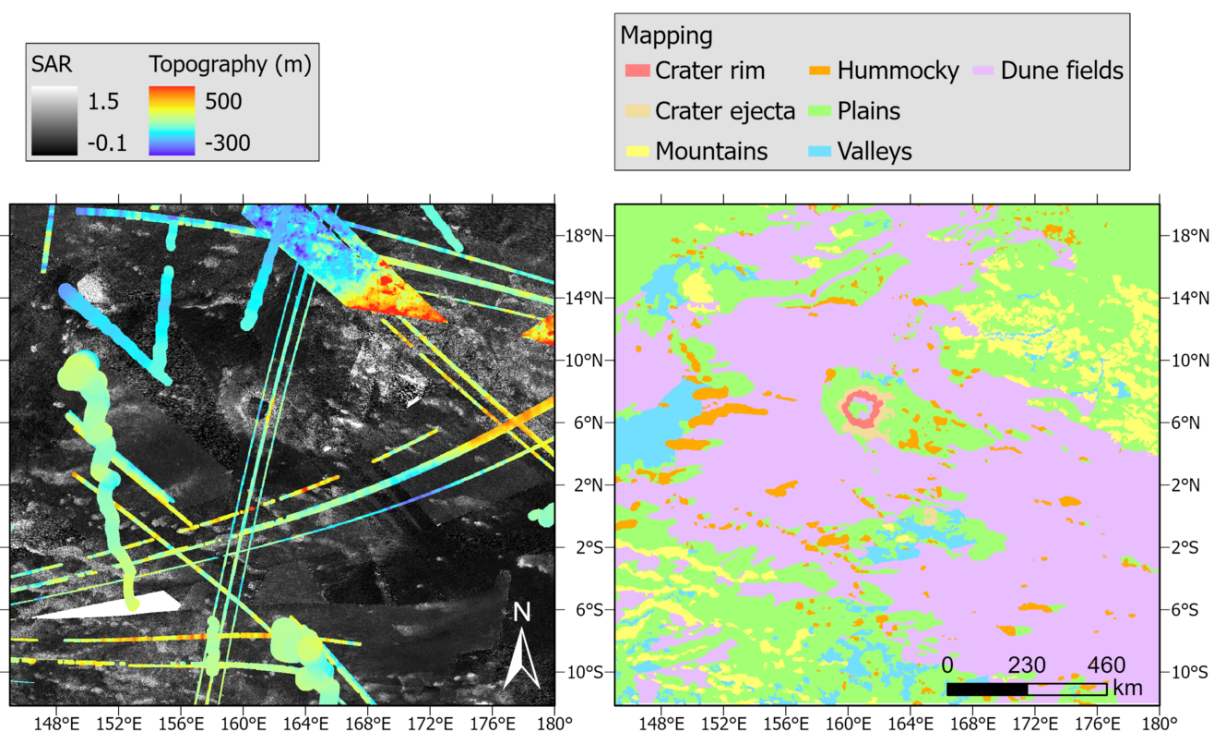 SAR Topography (m)
1.5 500
-0.1 -300
Mapping
Crater rim Hummocky Dune fields
Crater ejecta Plains
Mountains Valleys
18°N
14°N
10°N
6°N
2°N
2°S
6°S
10°S
N
148°E 152°E 156°E 160°E 164°E 168°E 172°E 176°E 180°
18°N
14°N
10°N
6°N
2°N
2°S
6°S
10°S
0 230 460
km
148°E 152°E 156°E 160°E 164°E 168°E 172°E 176°E 180°